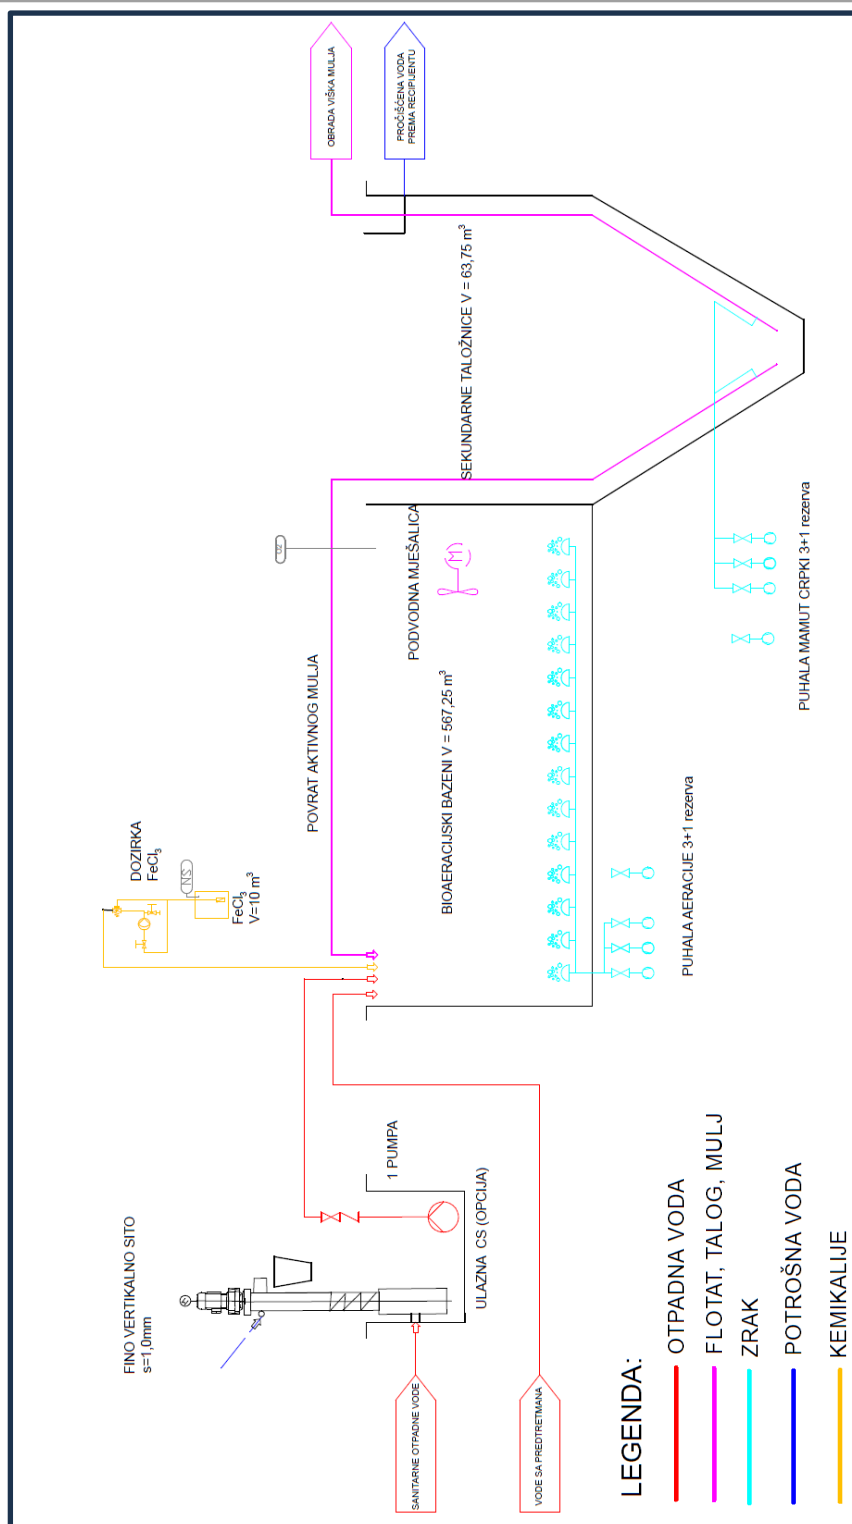 OBRADA VIŠKA MULJA
PROČIŠĆENA VODA
PREMA RECIPIJENTU
SEKUNDARNE TALOŽNICE V = 63,75 m³
O2
PODVODNA MJEŠALICA
M
POVRAT AKTIVNOG MULJA
BIOAERACIJSKI BAZENI V = 567,25 m³
PUHALA MAMUT CRPKI 3+1 rezerva
PUHALA AERACIJE 3+1 rezerva
DOZIRKA
FeCl₃
NS
FeCl₃
V=10 m³
1 PUMPA
ULAZNA CS (OPCIJA)
FINO VERTIKALNO SITO
s=1,0mm
SANITARNE OTPADNE VODE
VODE SA PREDTRETMANA
LEGENDA:
OTPADNA VODA
FLOTAT, TALOG, MULJ
ZRAK
POTROŠNA VODA
KEMIKALIJE